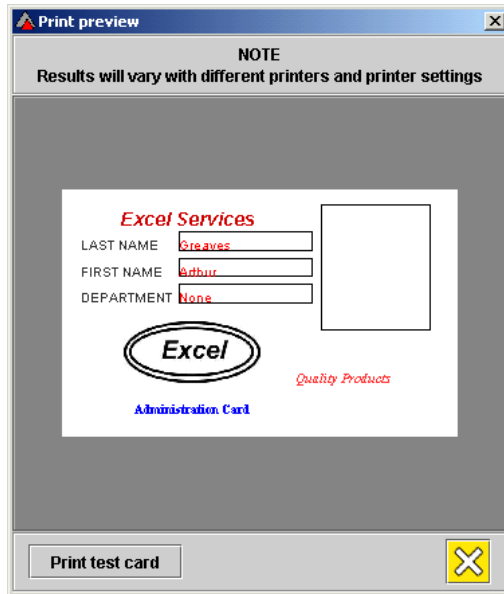 Print preview
NOTE
Results will vary with different printers and printer settings
Excel Services
LAST NAME Greaves
FIRST NAME Arthur
DEPARTMENT None
Excel
Quality Products
Administration Card
Print test card